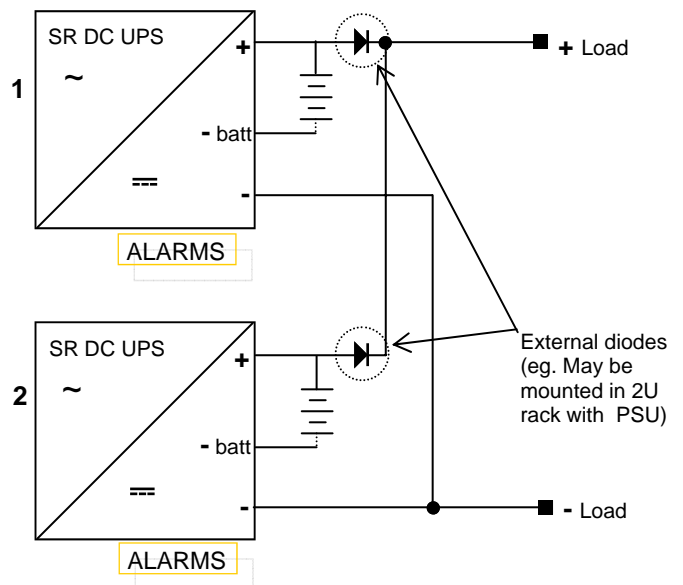 SR DC UPS
~
+
1
- batt
-
ALARMS
+ Load
SR DC UPS
~
+
2
- batt
-
ALARMS
External diodes
(eg. May be
mounted in 2U
rack with PSU)
- Load